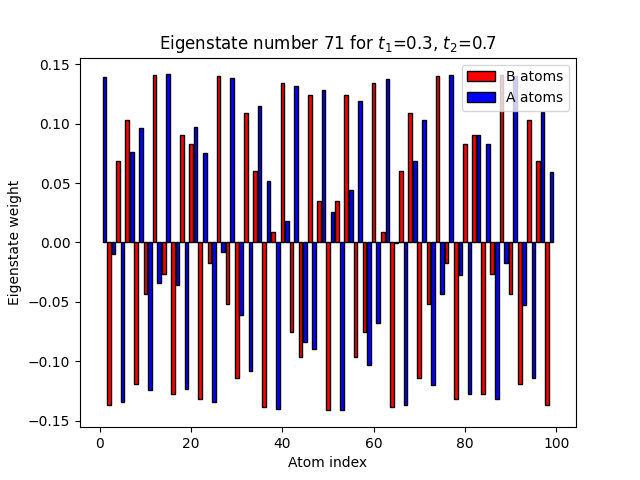 Eigenstate number 71 for t₁=0.3, t₂=0.7
B atoms
A atoms
Eigenstate weight
0.15
0.10
0.05
0.00
−0.05
−0.10
−0.15
0 20 40 60 80 100
Atom index